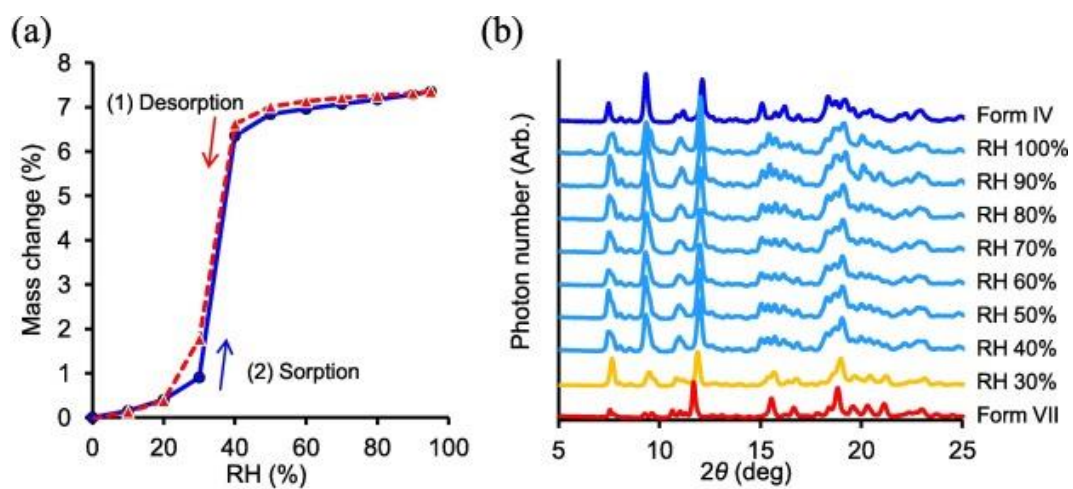 (a)
8
7
6
5
4
3
2
1
0
Mass change (%)
(1) Desorption
(2) Sorption
0 20 40 60 80 100
RH (%)
(b)
Photon number (Arb.)
Form IV
RH 100%
RH 90%
RH 80%
RH 70%
RH 60%
RH 50%
RH 40%
RH 30%
Form VII
5 10 15 20 25
2θ (deg)